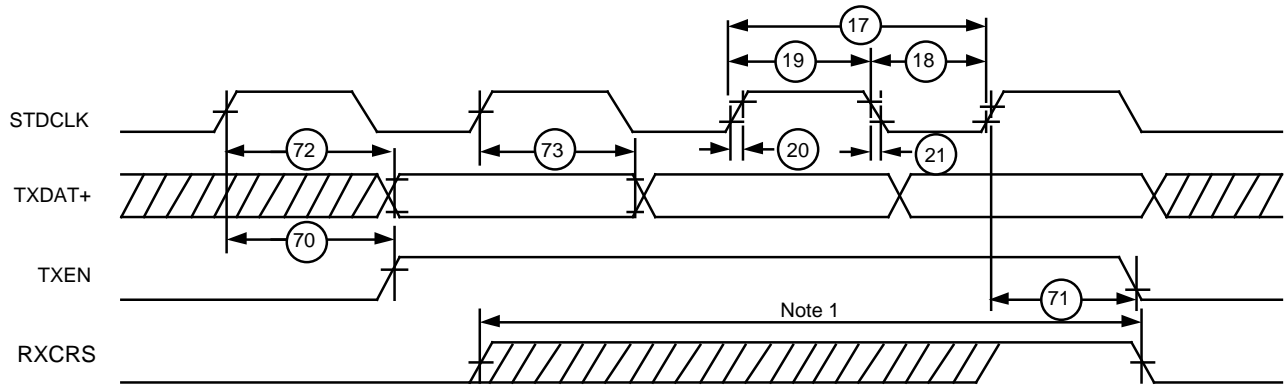 17
19
18
STDCLK
72
73
20
21
TXDAT+
70
TXEN
71
Note 1
RXCRS